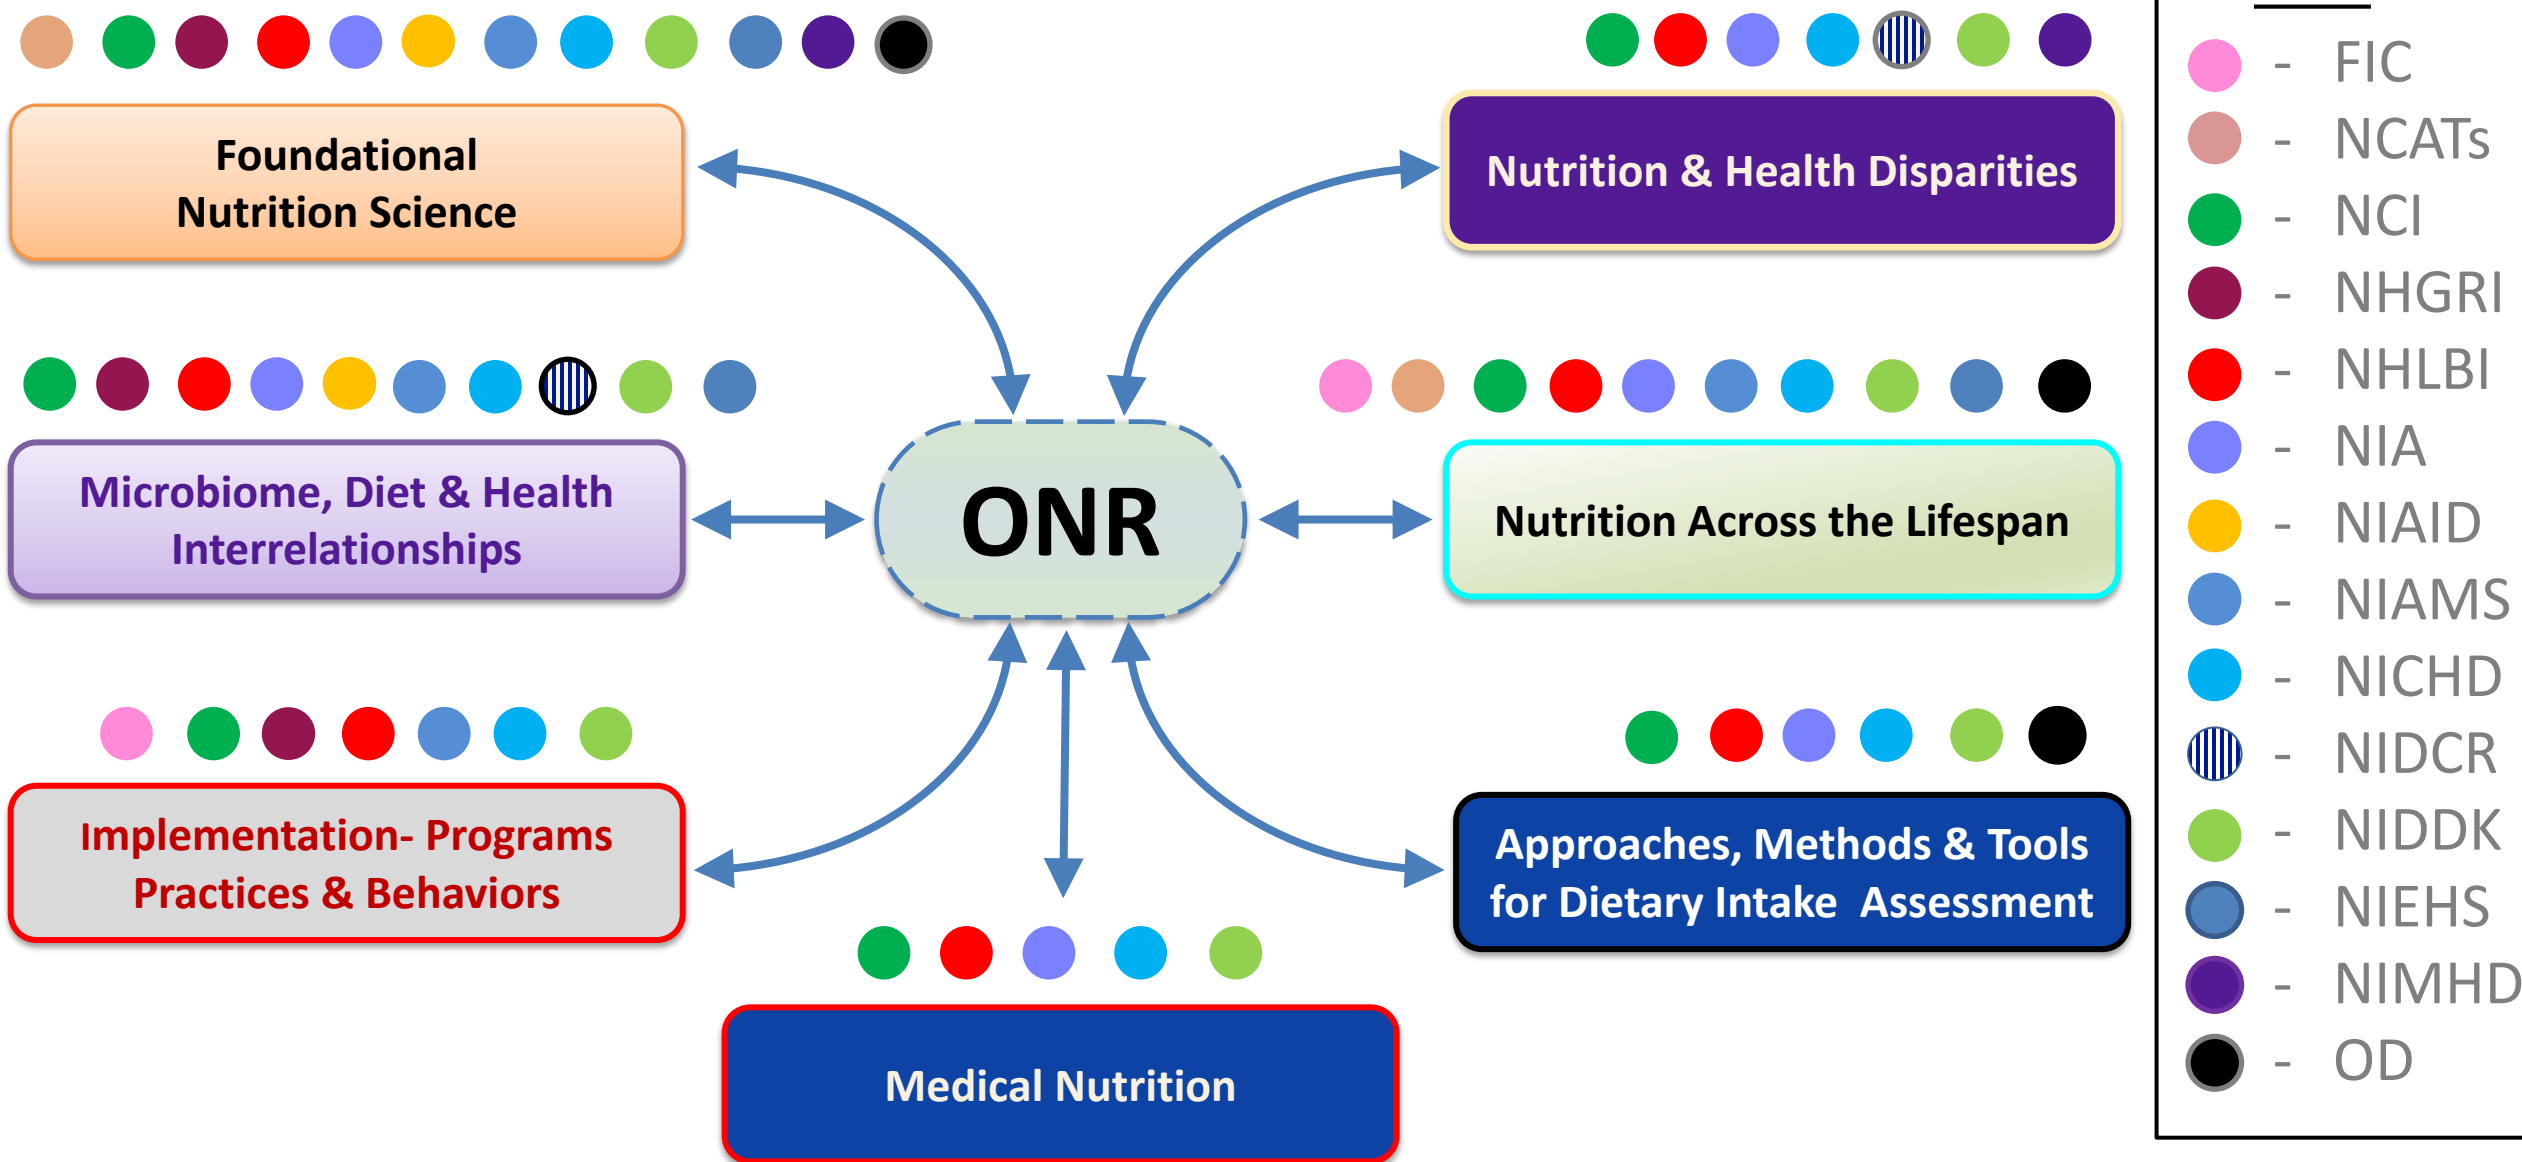 Foundational
Nutrition Science
Nutrition & Health Disparities
Microbiome, Diet & Health
Interrelationships
ONR
Nutrition Across the Lifespan
Implementation- Programs
Practices & Behaviors
Approaches, Methods & Tools
for Dietary Intake Assessment
Medical Nutrition
- FIC
- NCATs
- NCI
- NHGRI
- NHLBI
- NIA
- NIAID
- NIAMS
- NICHD
- NIDCR
- NIDDK
- NIEHS
- NIMHD
- OD